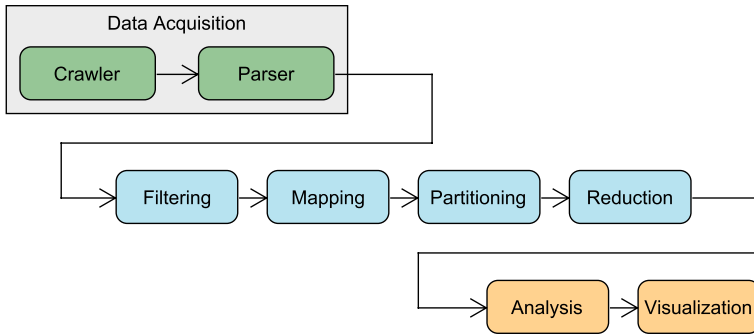 Data Acquisition
Crawler
Parser
Filtering
Mapping
Partitioning
Reduction
Analysis
Visualization